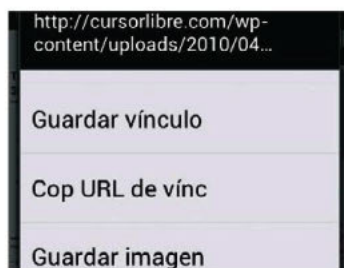 http://cursorlibre.com/wp-
content/uploads/2010/04...
Guardar vínculo
Cop URL de vínc
Guardar imagen